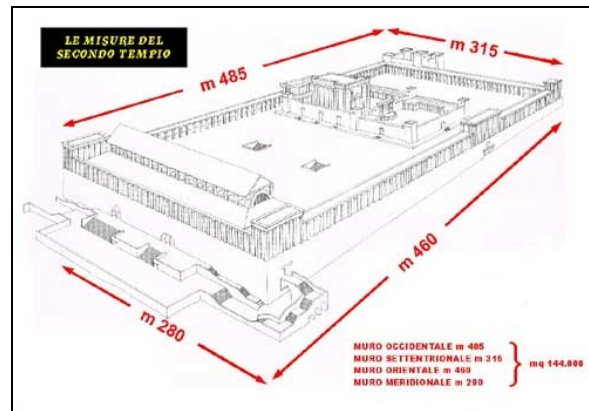 LE MISURE DEL
SECONDO TEMPIO
m 485
m 315
m 460
m 280
MURO OCCIDENTALE m 485
MURO SETTENTRIONALE m 315
MURO ORIENTALE m 460
MURO MERIDIONALE m 280
mq 144.000